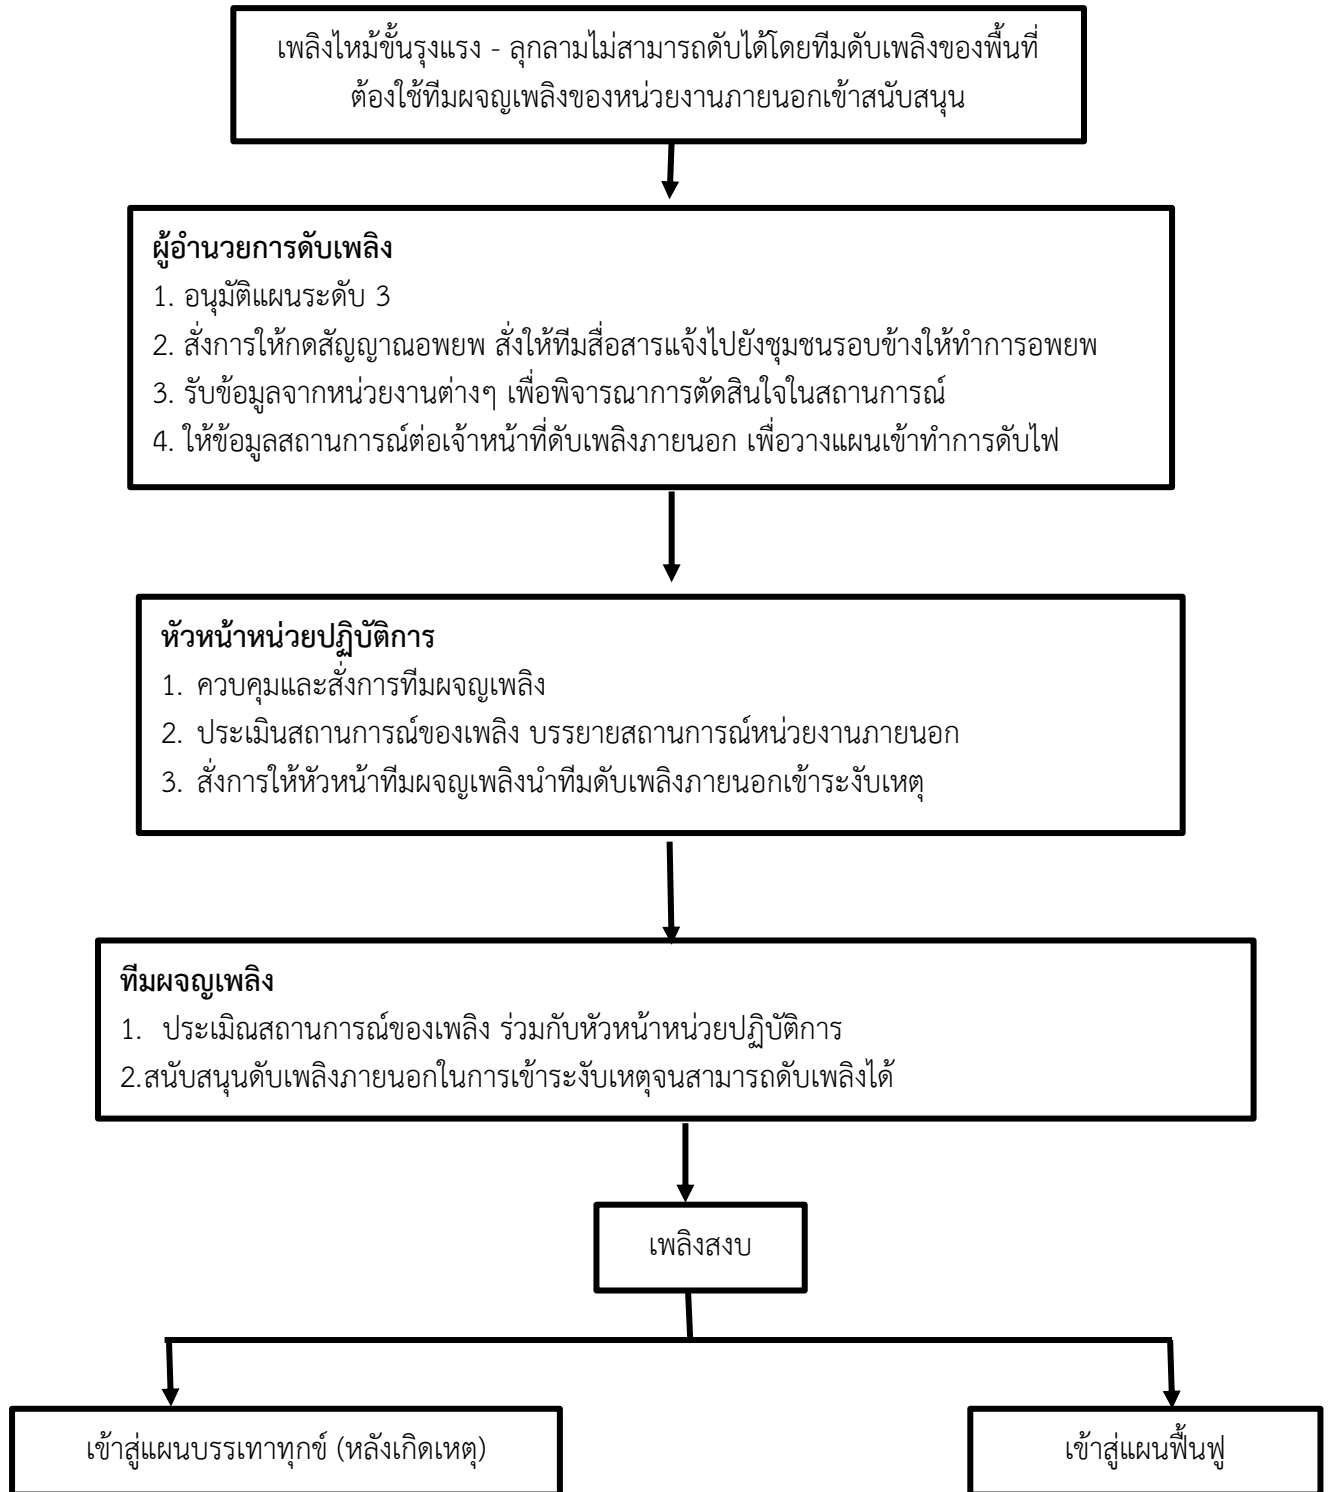 เพลิงไหม้ขั้นรุงแรง - ลุกลามไม่สามารถดับได้โดยทีมดับเพลิงของพื้นที่
ต้องใช้ทีมผจญเพลิงของหน่วยงานภายนอกเข้าสนับสนุน
ผู้อำนวยการดับเพลิง
1. อนุมัติแผนระดับ 3
2. สั่งการให้กดสัญญาณอพยพ สั่งให้ทีมสื่อสารแจ้งไปยังชุมชนรอบข้างให้ทำการอพยพ
3. รับข้อมูลจากหน่วยงานต่างๆ เพื่อพิจารณาการตัดสินใจในสถานการณ์
4. ให้ข้อมูลสถานการณ์ต่อเจ้าหน้าที่ดับเพลิงภายนอก เพื่อวางแผนเข้าทำการดับไฟ
หัวหน้าหน่วยปฏิบัติการ
1. ควบคุมและสั่งการทีมผจญเพลิง
2. ประเมินสถานการณ์ของเพลิง บรรยายสถานการณ์หน่วยงานภายนอก
3. สั่งการให้หัวหน้าทีมผจญเพลิงนำทีมดับเพลิงภายนอกเข้าระงับเหตุ
ทีมผจญเพลิง
1. ประเมิณสถานการณ์ของเพลิง ร่วมกับหัวหน้าหน่วยปฏิบัติการ
2.สนับสนุนดับเพลิงภายนอกในการเข้าระงับเหตุจนสามารถดับเพลิงได้
เพลิงสงบ
เข้าสู่แผนบรรเทาทุกข์ (หลังเกิดเหตุ)
เข้าสู่แผนฟื้นฟู